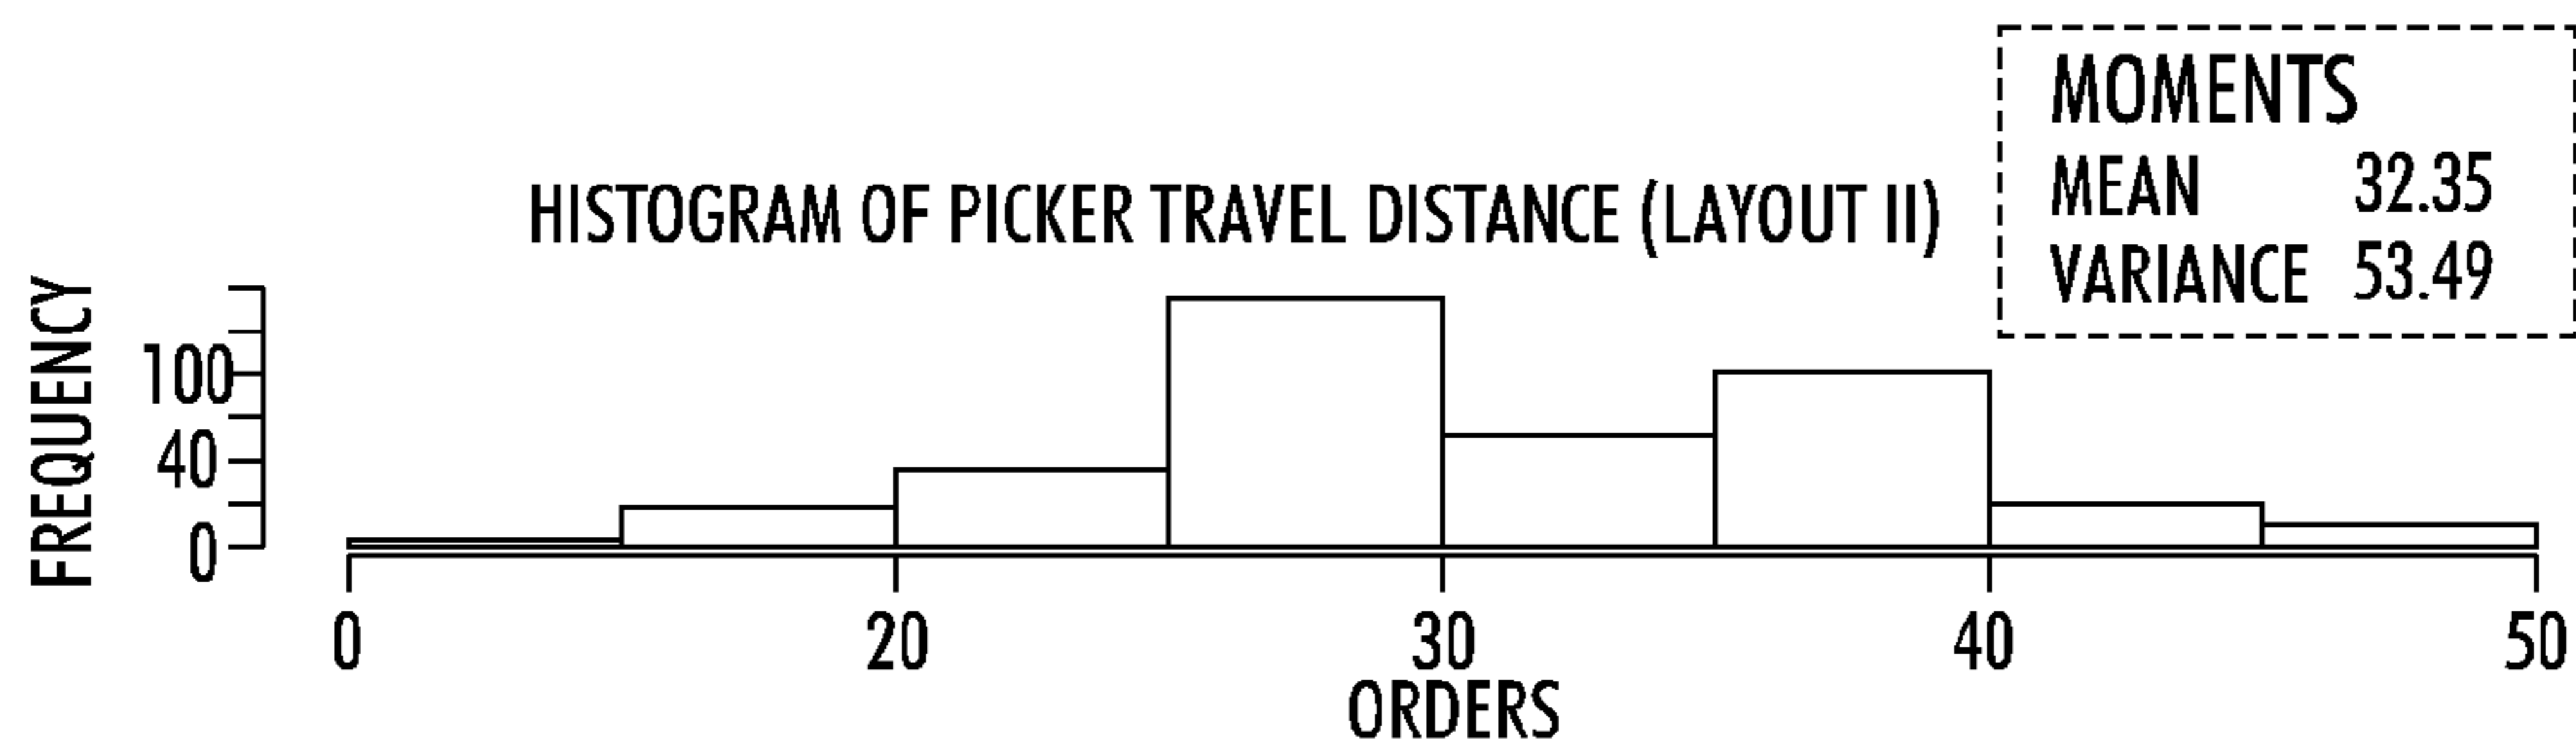 MOMENTS
MEAN 32.35
VARIANCE 53.49
HISTOGRAM OF PICKER TRAVEL DISTANCE (LAYOUT II)
FREQUENCY
100
40
0
0 20 30 40 50
ORDERS